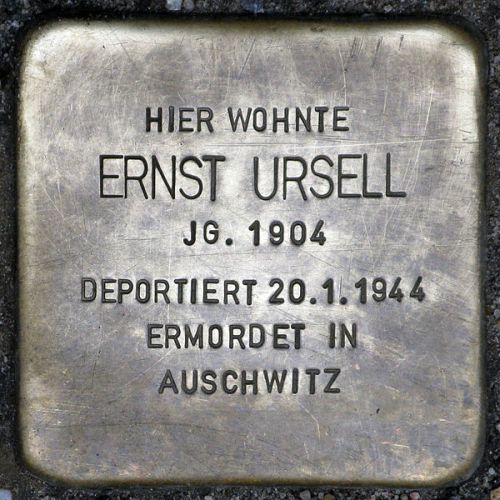 HIER WOHNTE
ERNST URSELL
JG. 1904
DEPORTIERT 20.1.1944
ERMORDET IN
AUSCHWITZ